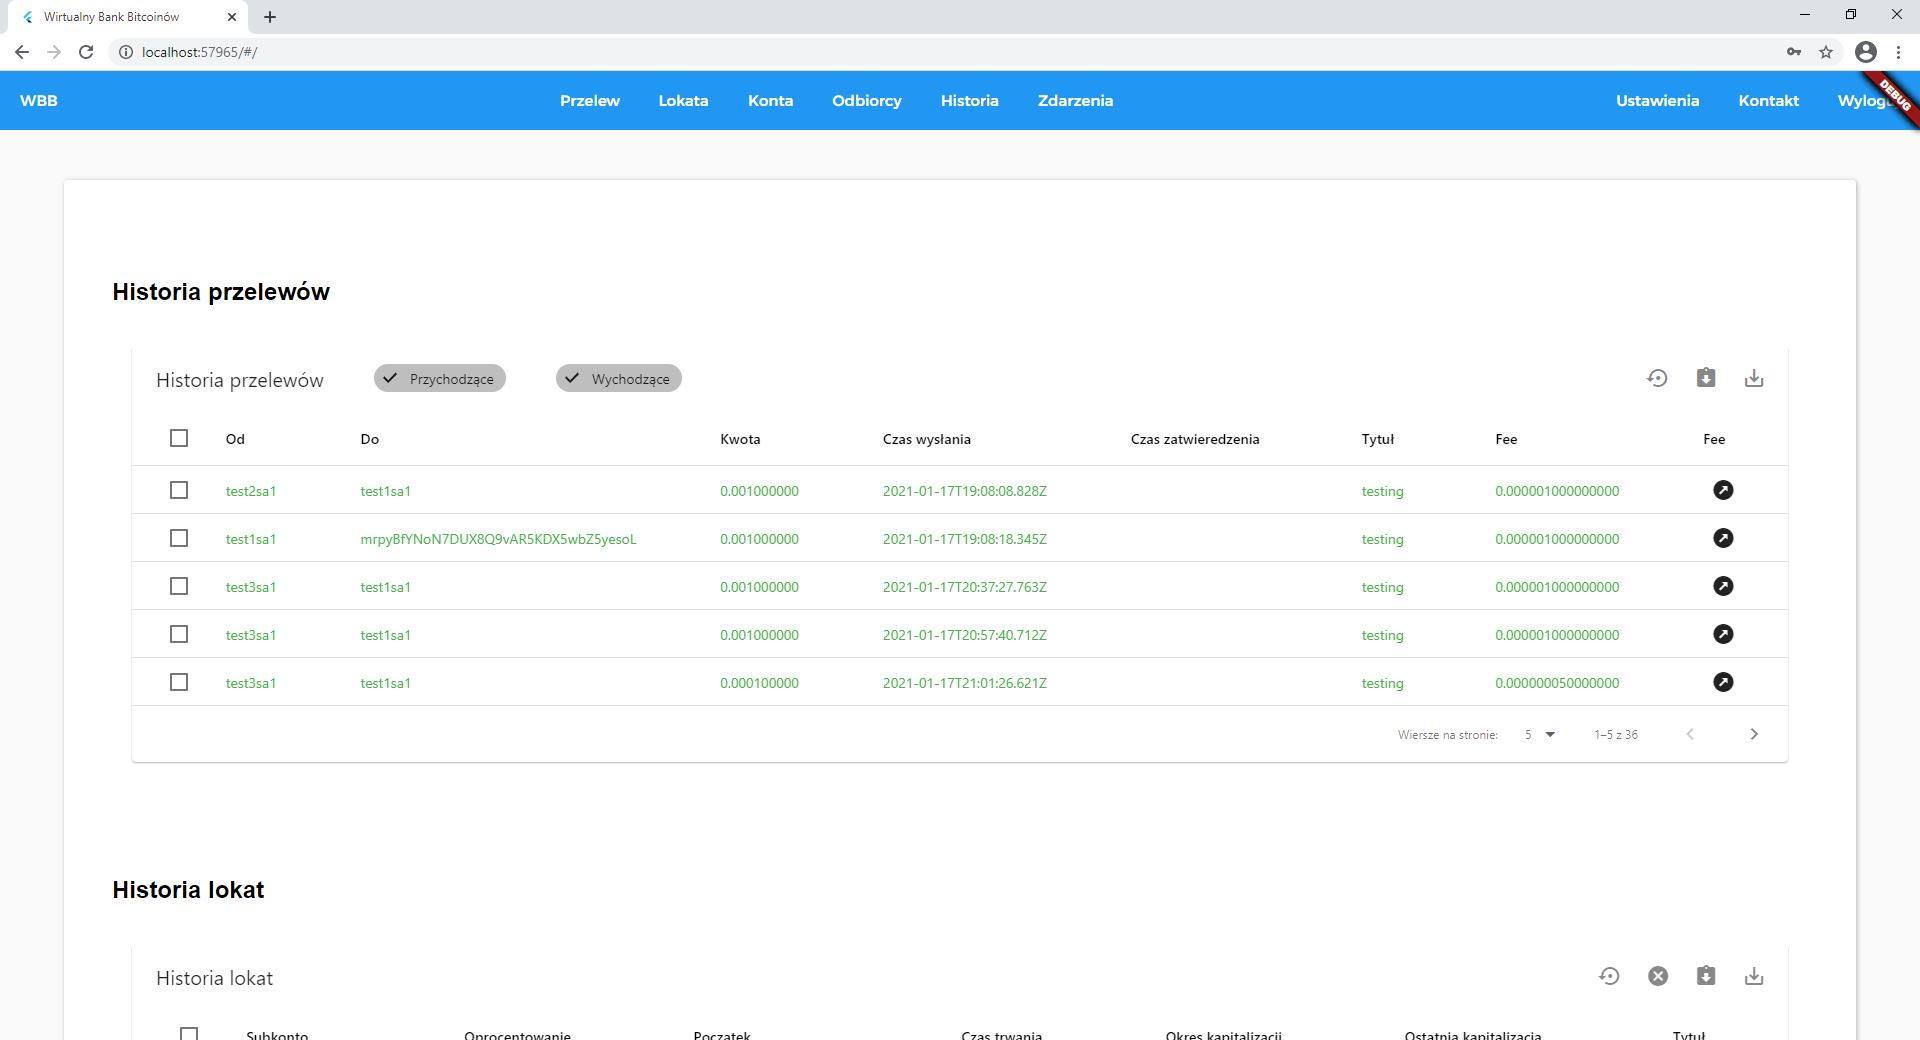 Wirtualny Bank Bitcoinów
localhost:57965/#/
WBB Przelew Lokata Konta Odbiorcy Historia Zdarzenia Ustawienia Kontakt
DEBUG
Historia przelewów
Historia przelewów Przychodzące Wychodzące
Od Do Kwota Czas wysłania Czas zatwieredzenia Tytuł Fee Fee
test2sa1 test1sa1 0.001000000 2021-01-17T19:08:08.828Z testing 0.000001000000000
test1sa1 mrpyBfYNoN7DUX8Q9vAR5KDX5wbZ5yesoL 0.001000000 2021-01-17T19:08:18.345Z testing 0.000001000000000
test3sa1 test1sa1 0.001000000 2021-01-17T20:37:27.763Z testing 0.000001000000000
test3sa1 test1sa1 0.001000000 2021-01-17T20:57:40.712Z testing 0.000001000000000
test3sa1 test1sa1 0.000100000 2021-01-17T21:01:26.621Z testing 0.000000050000000
Wiersze na stronie: 5 1–5 z 36
Historia lokat
Historia lokat
Subkonto Oprocentowanie Początek Czas trwania Okres kapitalizacji Ostatnia kapitalizacja Tytuł